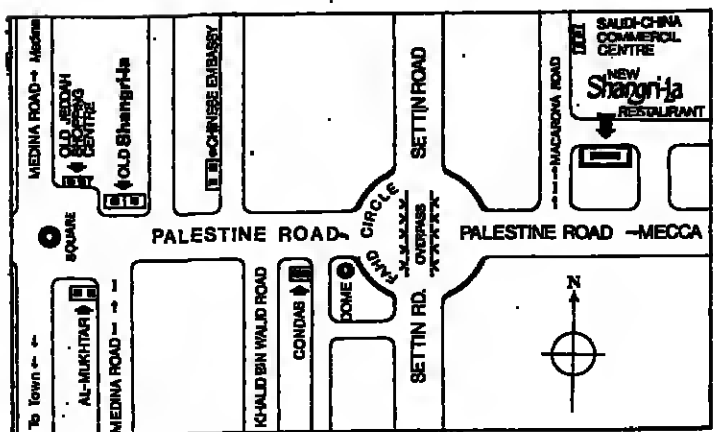 MEDINA ROAD → Medina
OLD JEDDAH
SHOPPING
CENTRE
OLD Shangri-la
CHINESE EMBASSY
SETTIN ROAD
MACARONA ROAD
SAUDI-CHINA
COMMERCIL
CENTRE
NEW
Shangri-la
RESTAURANT
SQUARE
PALESTINE ROAD
FAHD CIRCLE
OVERPASS
PALESTINE ROAD → MECCA
To Town
AL-MUKHTAR
MEDINA ROAD
KHALID BIN WALID ROAD
CONDAS
DOME
SETTIN RD.
N